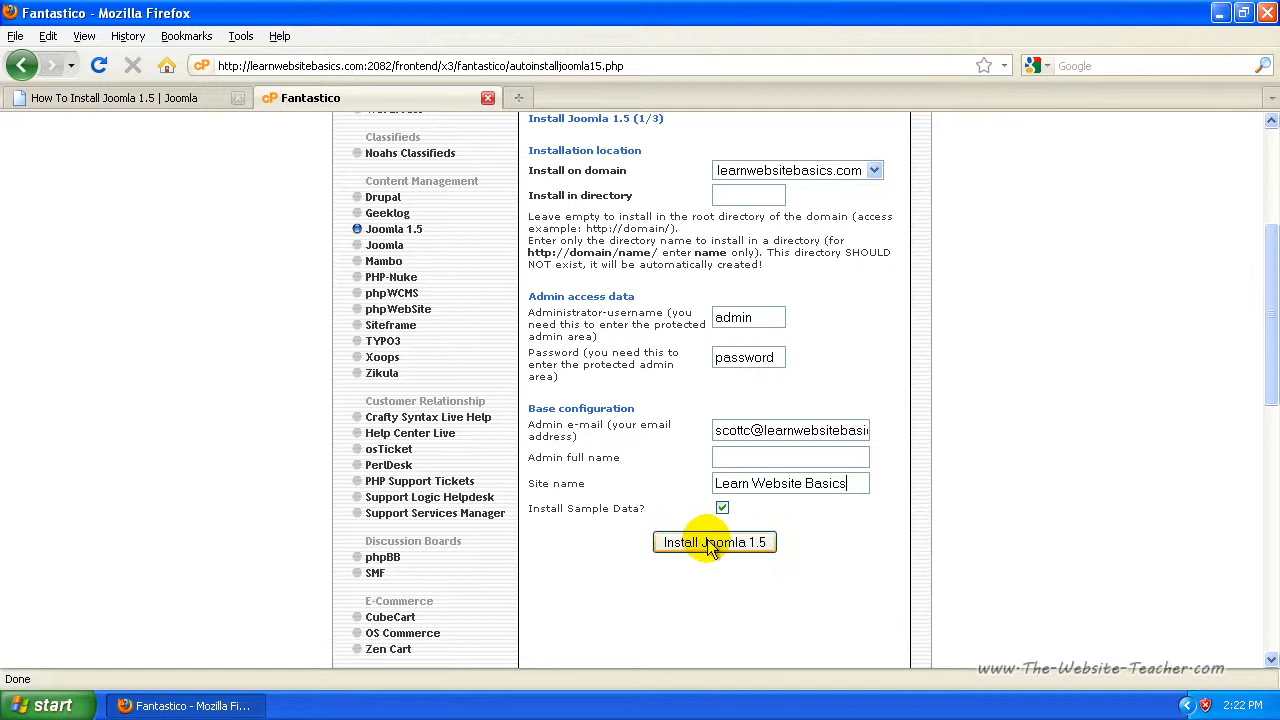 Fantastico - Mozilla Firefox
File Edit View History Bookmarks Tools Help
cP http://learnwebsitebasics.com:2082/frontend/x3/fantastico/autoinstalljoomla15.php
Google
How To Install Joomla 1.5 | Joomla
cP Fantastico
Classifieds
Noahs Classifieds
Content Management
Drupal
Geeklog
Joomla 1.5
Joomla
Mambo
PHP-Nuke
phpWCMS
phpWebSite
Siteframe
TYPO3
Xoops
Zikula
Customer Relationship
Crafty Syntax Live Help
Help Center Live
osTicket
PerlDesk
PHP Support Tickets
Support Logic Helpdesk
Support Services Manager
Discussion Boards
phpBB
SMF
E-Commerce
CubeCart
OS Commerce
Zen Cart
Install Joomla 1.5 (1/3)
Installation location
Install on domain learnwebsitebasics.com
Install in directory
Leave empty to install in the root directory of the domain (access
example: http://domain/).
Enter only the directory name to install in a directory (for
http://domain/name/ enter name only). This directory SHOULD
NOT exist, it will be automatically created!
Admin access data
Administrator-username (you
need this to enter the protected
admin area)
admin
Password (you need this to
enter the protected admin
area)
password
Base configuration
Admin e-mail (your email
address)
scottc@learnwebsitebasi
Admin full name
Site name Learn Website Basics
Install Sample Data?
Install Joomla 1.5
www.The-Website-Teacher.com
Done
start
Fantastico - Mozilla Fi...
2:22 PM